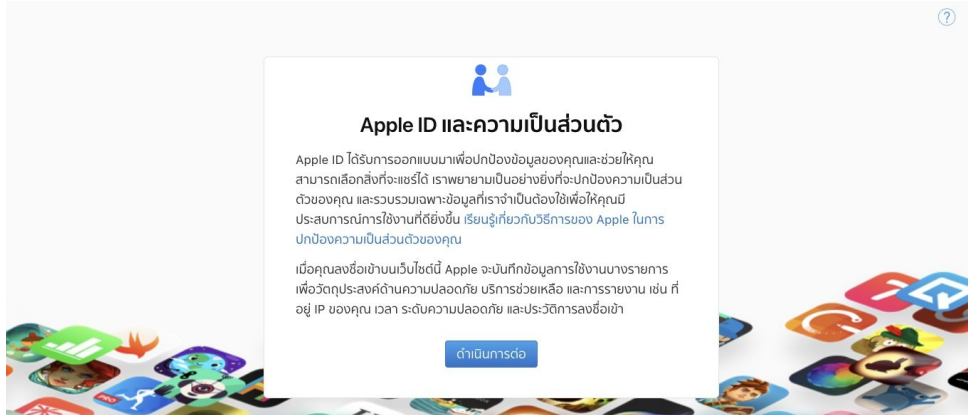 ?
Apple ID และความเป็นส่วนตัว
Apple ID ได้รับการออกแบบมาเพื่อปกป้องข้อมูลของคุณและช่วยให้คุณ
สามารถเลือกสิ่งที่จะแชร์ได้ เราพยายามเป็นอย่างยิ่งที่จะปกป้องความเป็นส่วน
ตัวของคุณ และรวบรวมเฉพาะข้อมูลที่เราจำเป็นต้องใช้เพื่อให้คุณมี
ประสบการณ์การใช้งานที่ดียิ่งขึ้น เรียนรู้เกี่ยวกับวิธีการของ Apple ในการ
ปกป้องความเป็นส่วนตัวของคุณ
เมื่อคุณลงชื่อเข้าบนเว็บไซต์นี้ Apple จะบันทึกข้อมูลการใช้งานบางรายการ
เพื่อวัตถุประสงค์ด้านความปลอดภัย บริการช่วยเหลือ และการรายงาน เช่น ที่
อยู่ IP ของคุณ เวลา ระดับความปลอดภัย และประวัติการลงชื่อเข้า
ดำเนินการต่อ
PRO